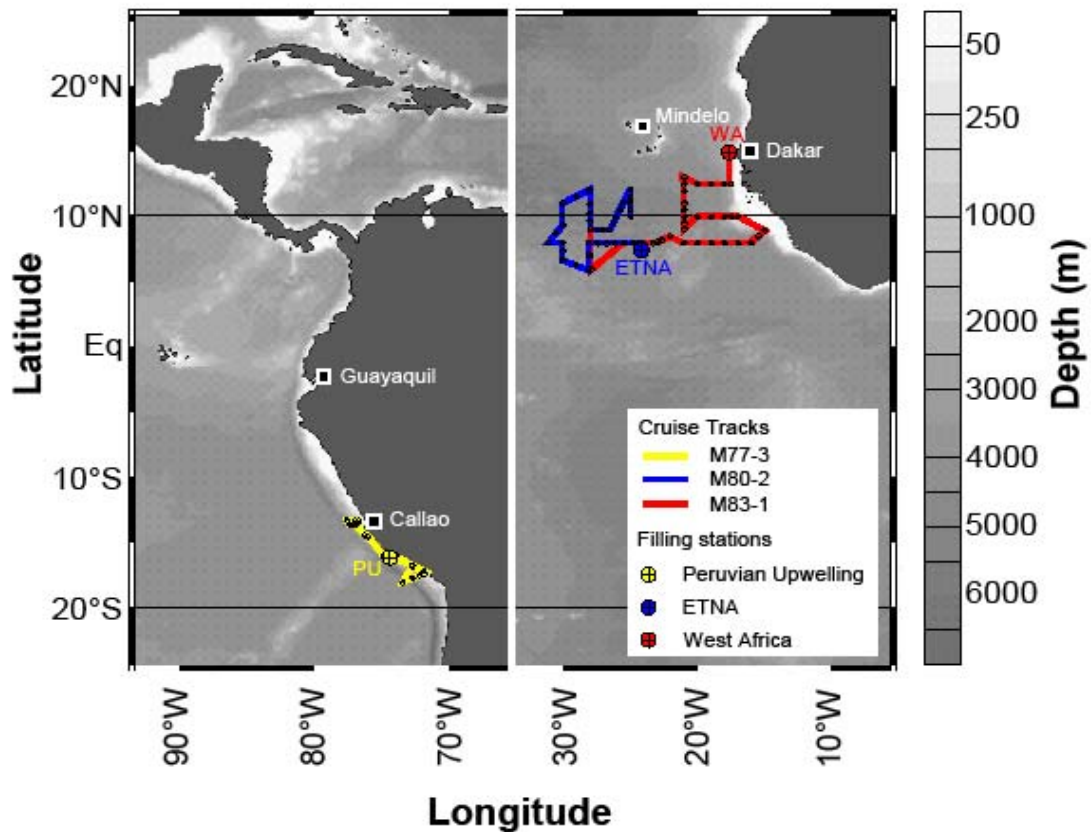 Latitude
20°N
10°N
Eq
10°S
20°S
Guayaquil
Callao
PU
Mindelo
WA
Dakar
ETNA
Cruise Tracks
M77-3
M80-2
M83-1
Filling stations
Peruvian Upwelling
ETNA
West Africa
50
250
1000
2000
3000
4000
5000
6000
Depth (m)
90°W
80°W
70°W
30°W
20°W
10°W
Longitude